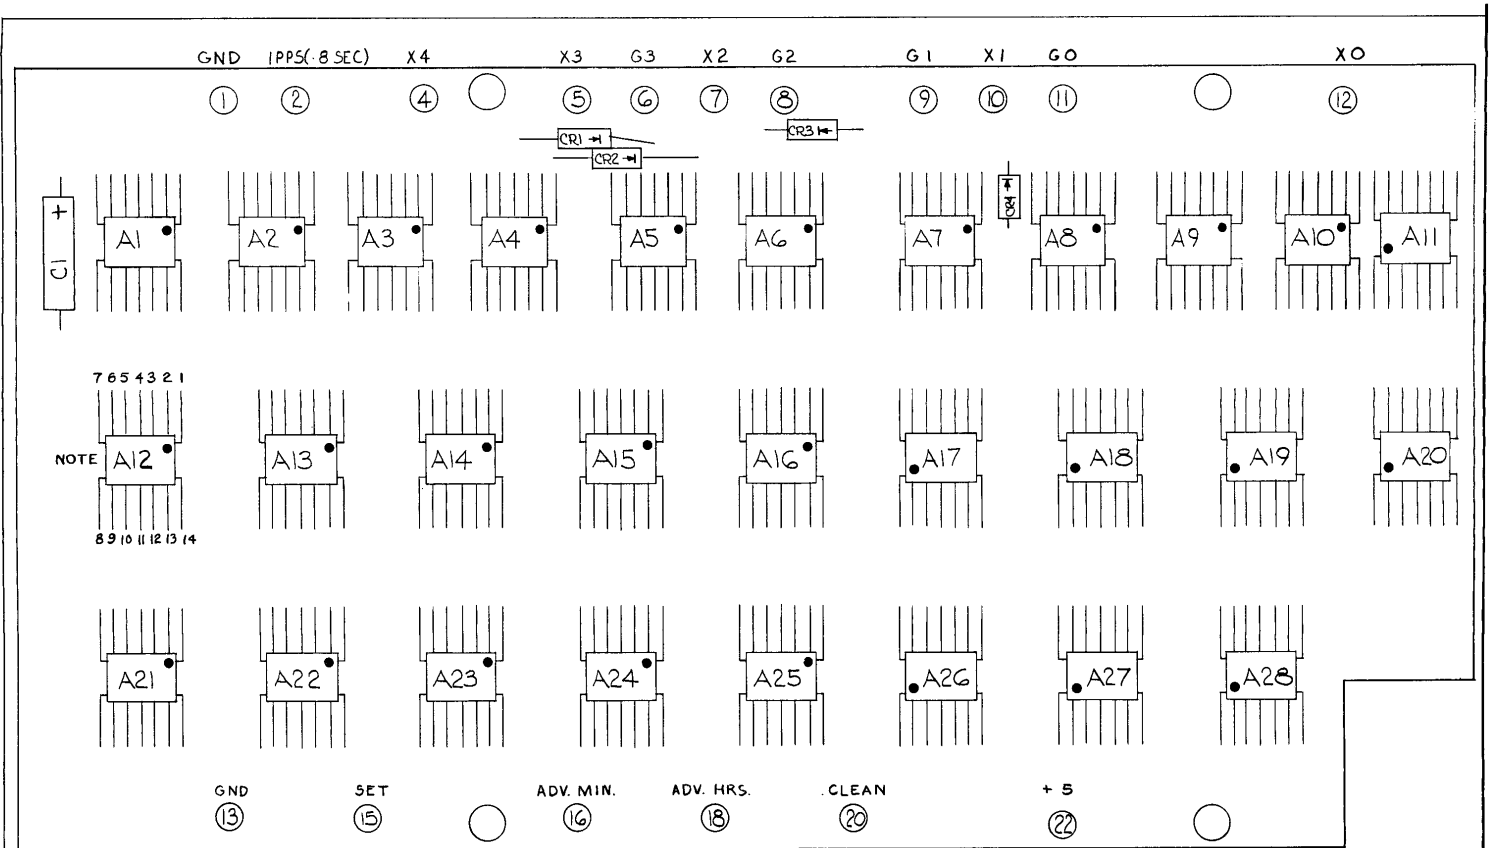 GND 1PPS(.8 SEC) X4 X3 G3 X2 G2 G1 X1 G0 X0
1 2 4 5 6 7 8 9 10 11 12
CR1 CR2 CR3 CR4
+ C1
A1 A2 A3 A4 A5 A6 A7 A8 A9 A10 A11
7 6 5 4 3 2 1
NOTE A12 A13 A14 A15 A16 A17 A18 A19 A20
8 9 10 11 12 13 14
A21 A22 A23 A24 A25 A26 A27 A28
GND SET ADV. MIN. ADV. HRS. .CLEAN + 5
13 15 16 18 20 22